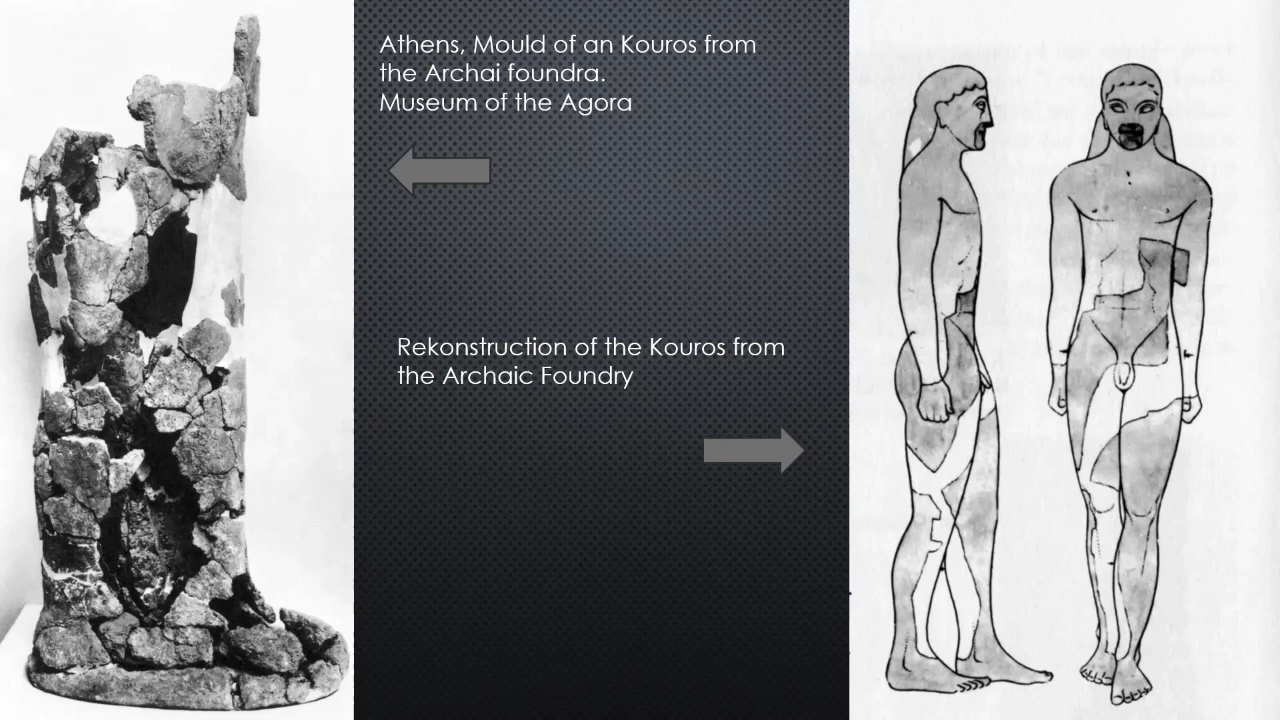 Athens, Mould of an Kouros from
the Archai foundra.
Museum of the Agora
Rekonstruction of the Kouros from
the Archaic Foundry